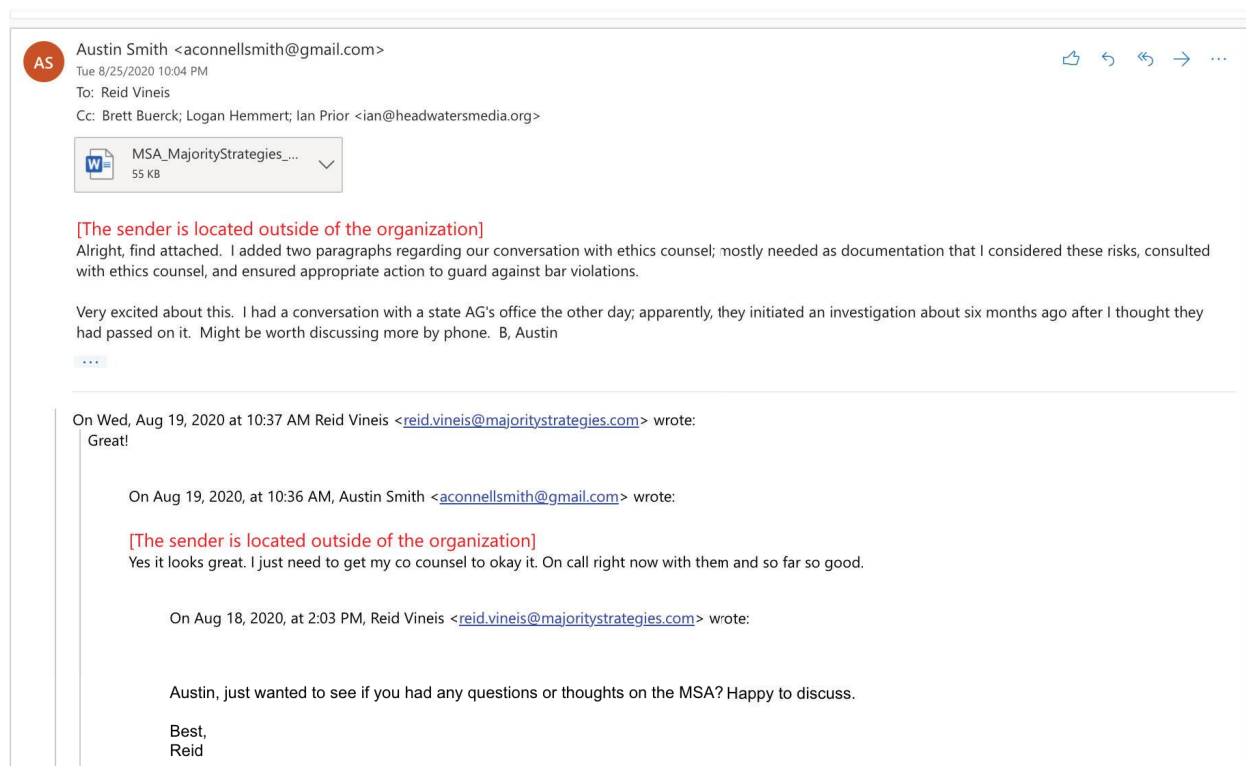 AS
Austin Smith <aconnellsmith@gmail.com>
Tue 8/25/2020 10:04 PM
To: Reid Vineis
Cc: Brett Buerck; Logan Hemmert; Ian Prior <ian@headwatersmedia.org>
W
MSA_MajorityStrategies_...
55 KB
[The sender is located outside of the organization]
Alright, find attached. I added two paragraphs regarding our conversation with ethics counsel; mostly needed as documentation that I considered these risks, consulted
with ethics counsel, and ensured appropriate action to guard against bar violations.
Very excited about this. I had a conversation with a state AG's office the other day; apparently, they initiated an investigation about six months ago after I thought they
had passed on it. Might be worth discussing more by phone. B, Austin
...
On Wed, Aug 19, 2020 at 10:37 AM Reid Vineis <reid.vineis@majoritystrategies.com> wrote:
Great!
On Aug 19, 2020, at 10:36 AM, Austin Smith <aconnellsmith@gmail.com> wrote:
[The sender is located outside of the organization]
Yes it looks great. I just need to get my co counsel to okay it. On call right now with them and so far so good.
On Aug 18, 2020, at 2:03 PM, Reid Vineis <reid.vineis@majoritystrategies.com> wrote:
Austin, just wanted to see if you had any questions or thoughts on the MSA? Happy to discuss.
Best,
Reid